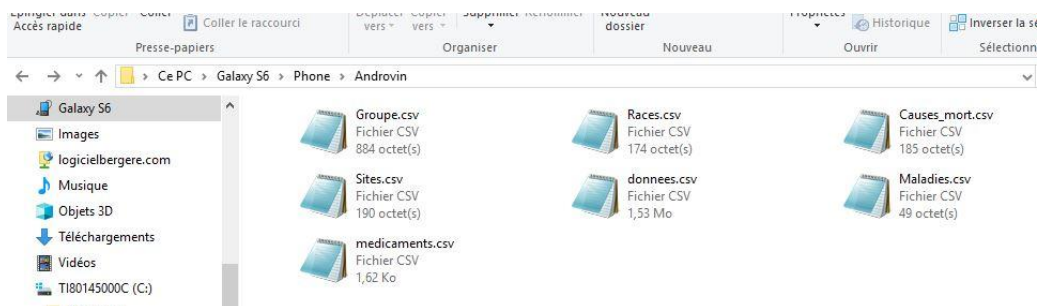 Accès rapide
Coller le raccourci
vers vers
dossier
Historique
Inverser la sé
Presse-papiers
Organiser
Nouveau
Ouvrir
Sélectionn
Ce PC > Galaxy S6 > Phone > Androvin
Galaxy S6
Images
logicielbergere.com
Musique
Objets 3D
Téléchargements
Vidéos
TI80145000C (C:)
Groupe.csv
Fichier CSV
884 octet(s)
Races.csv
Fichier CSV
174 octet(s)
Causes_mort.csv
Fichier CSV
185 octet(s)
Sites.csv
Fichier CSV
190 octet(s)
donnees.csv
Fichier CSV
1,53 Mo
Maladies.csv
Fichier CSV
49 octet(s)
medicaments.csv
Fichier CSV
1,62 Ko